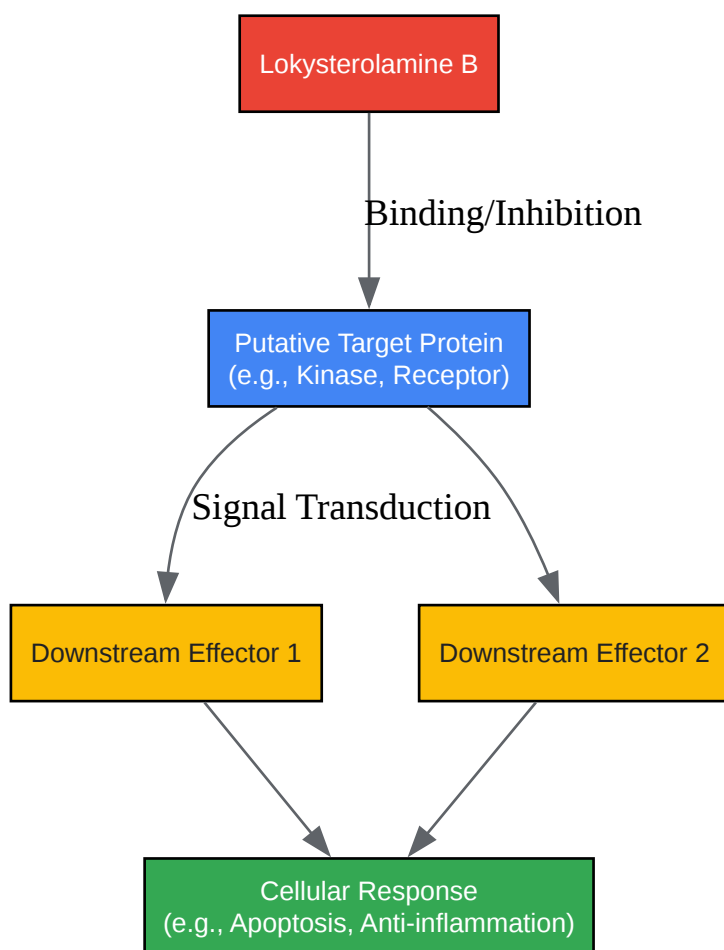 Lokysterolamine B
Binding/Inhibition
Putative Target Protein
(e.g., Kinase, Receptor)
Signal Transduction
Downstream Effector 1
Downstream Effector 2
Cellular Response
(e.g., Apoptosis, Anti-inflammation)